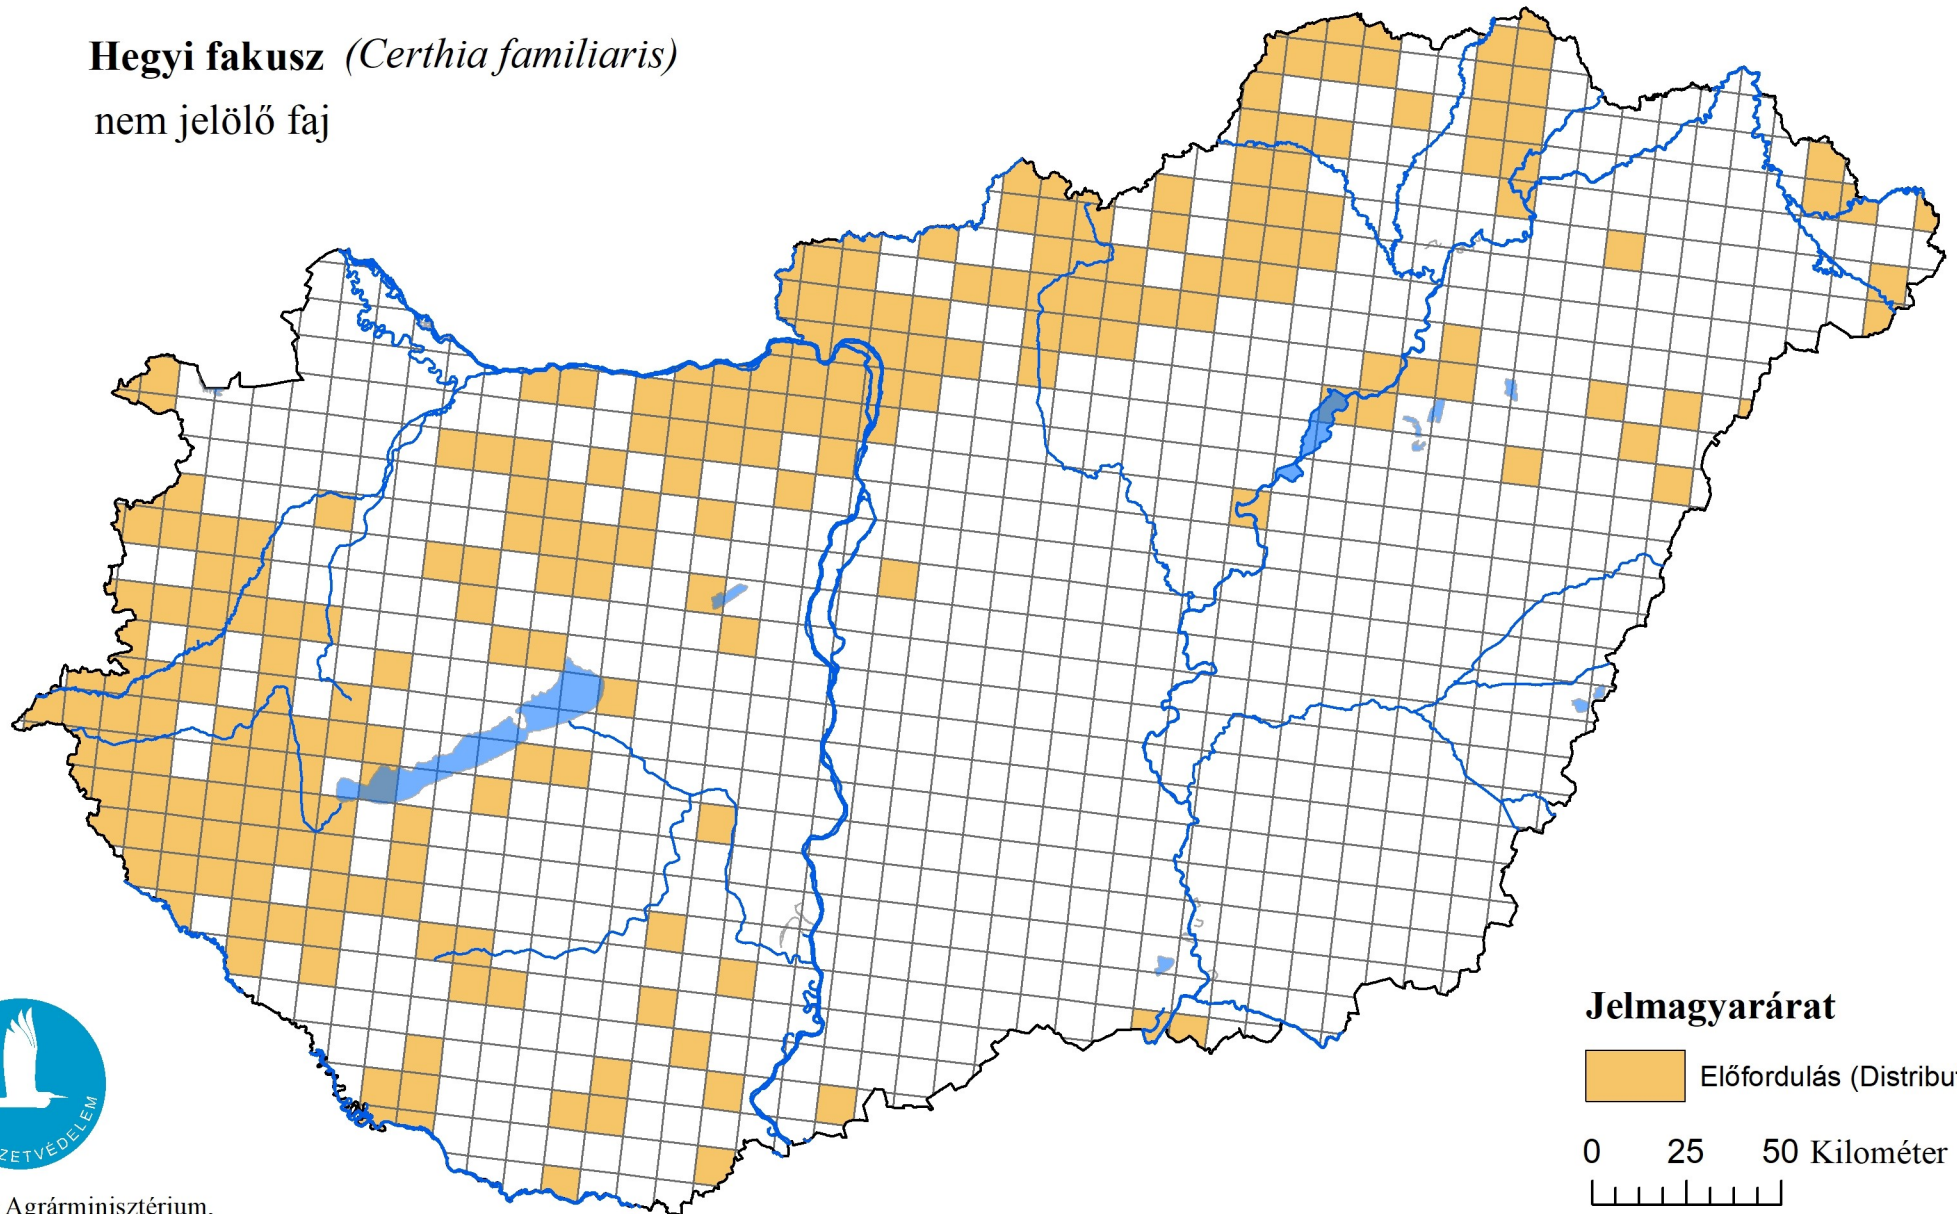 Hegyi fakusz (Certhia familiaris)
nem jelölő faj
Jelmagyarárat
Előfordulás (Distribu
0 25 50 Kilométer
ZETVÉDELEM
Agrárminisztérium,